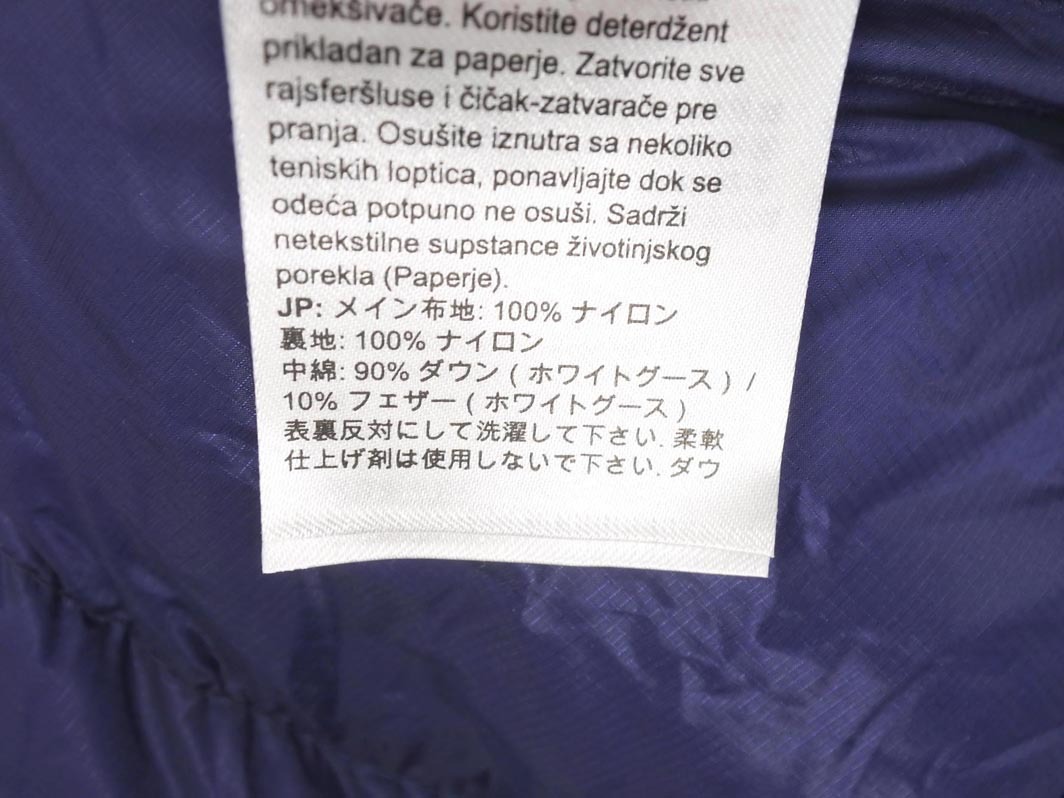 omekšivače. Koristite deterdžent
prikladan za paperje. Zatvorite sve
rajsferšluse i čičak-zatvarače pre
pranja. Osušite iznutra sa nekoliko
teniskih loptica, ponavljajte dok se
odeća potpuno ne osuši. Sadrži
netekstilne supstance životinjskog
porekla (Paperje).
JP: メイン布地: 100% ナイロン
裏地: 100% ナイロン
中綿: 90% ダウン ( ホワイトグース ) /
10% フェザー ( ホワイトグース )
表裏反対にして洗濯して下さい. 柔軟
仕上げ剤は使用しないで下さい. ダウ